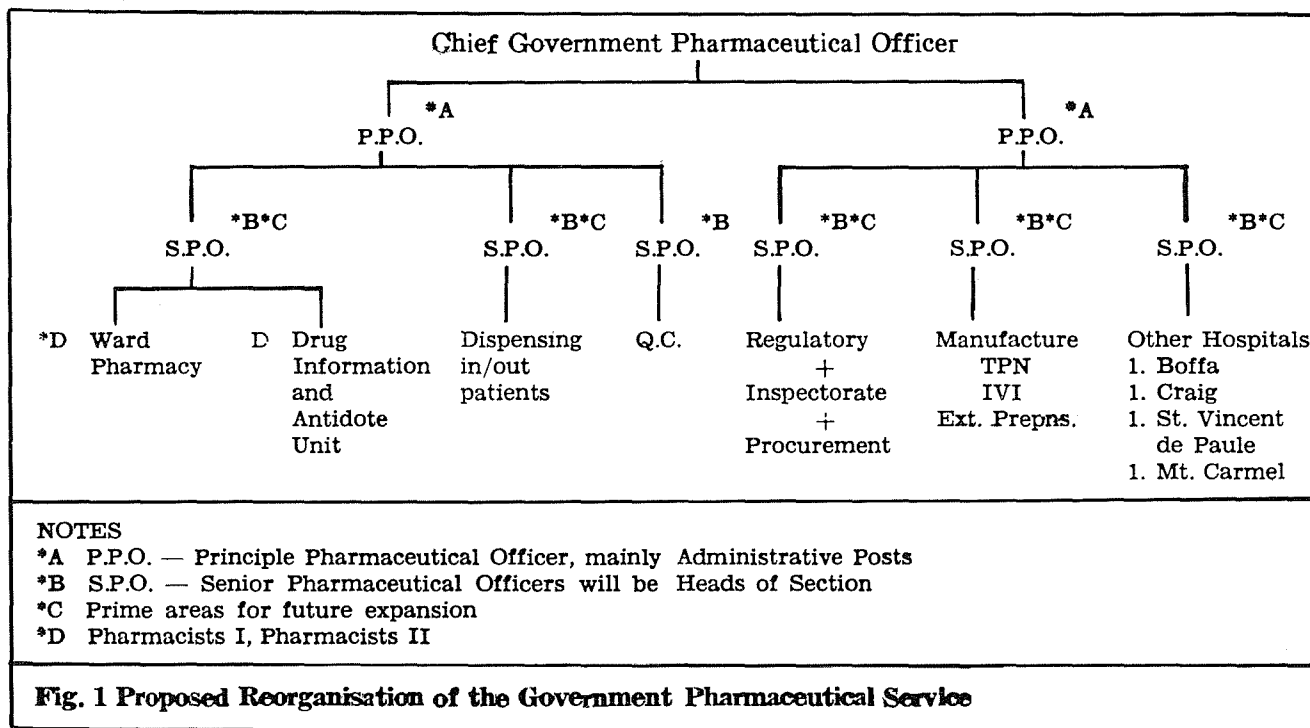 Chief Government Pharmaceutical Officer
*A *A
P.P.O. P.P.O.
*B*C *B*C *B *B*C *B*C *B*C
S.P.O. S.P.O. S.P.O. S.P.O. S.P.O. S.P.O.
*D Ward Pharmacy
D Drug Information and Antidote Unit
Dispensing in/out patients
Q.C.
Regulatory
+
Inspectorate
+
Procurement
Manufacture
TPN
IVI
Ext. Prepns.
Other Hospitals
1. Boffa
1. Craig
1. St. Vincent
de Paule
1. Mt. Carmel
NOTES
*A P.P.O. — Principle Pharmaceutical Officer, mainly Administrative Posts
*B S.P.O. — Senior Pharmaceutical Officers will be Heads of Section
*C Prime areas for future expansion
*D Pharmacists I, Pharmacists II
Fig. 1 Proposed Reorganisation of the Government Pharmaceutical Service